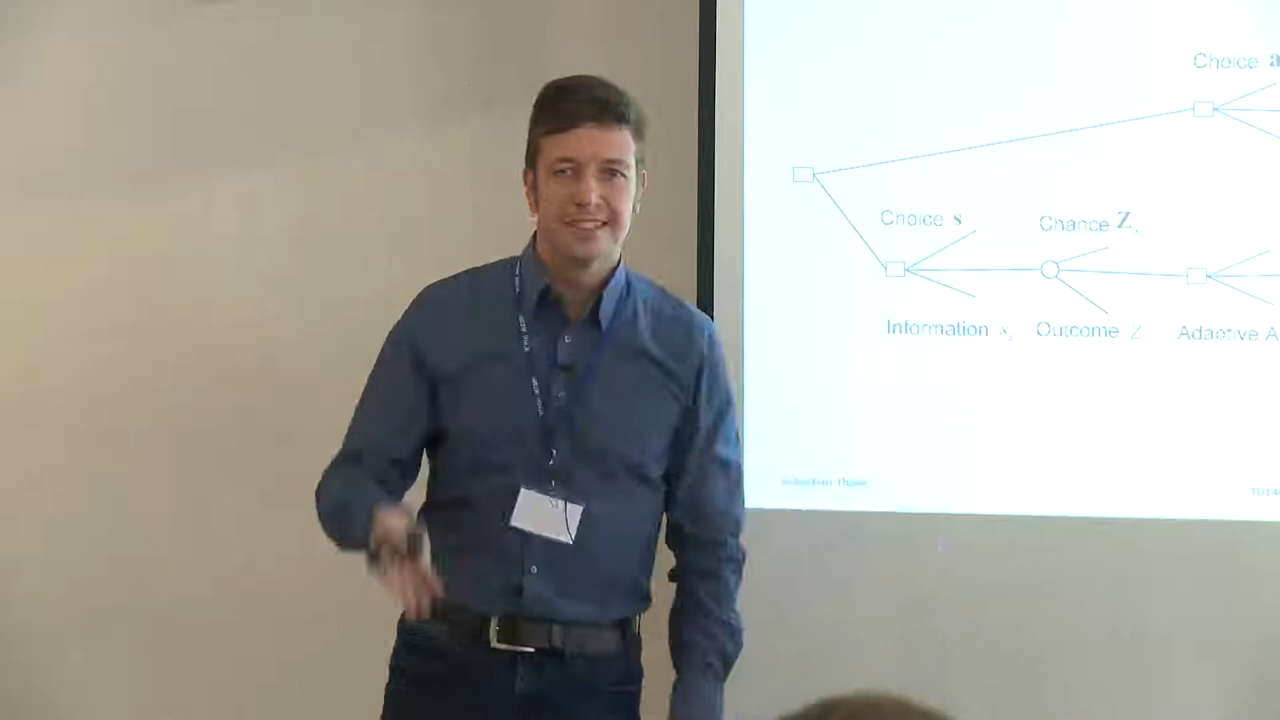 Choice a
Choice s
Chance Z
Information s
Outcome Z
Adaptive A